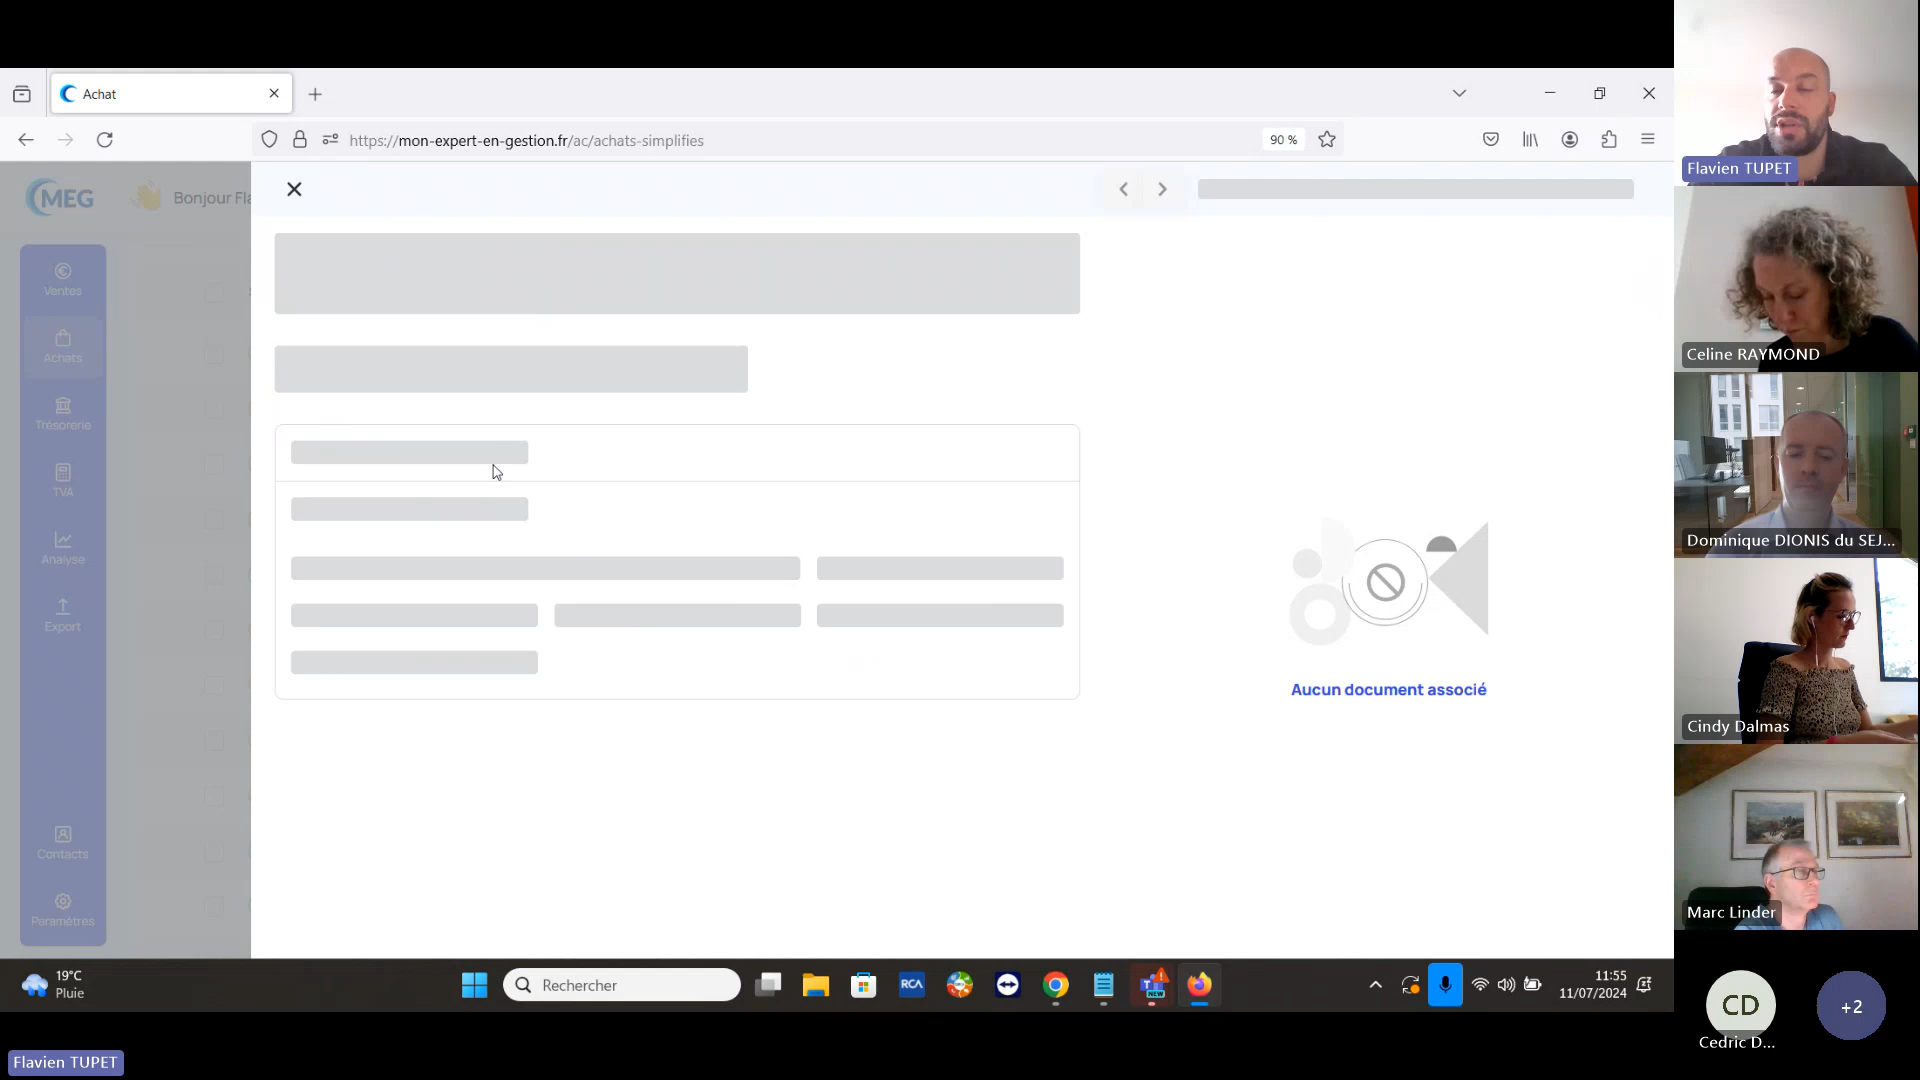 Achat
https://mon-expert-en-gestion.fr/ac/achats-simplifies
90 %
MEG
Bonjour Fla
Ventes
Achats
Trésorerie
TVA
Analyse
Export
Contacts
Paramètres
Aucun document associé
Flavien TUPET
Celine RAYMOND
Dominique DIONIS du SEJ...
Cindy Dalmas
Marc Linder
CD
Cedric D...
+2
19°C
Pluie
Rechercher
RCA
NEW
11:55
11/07/2024
Flavien TUPET